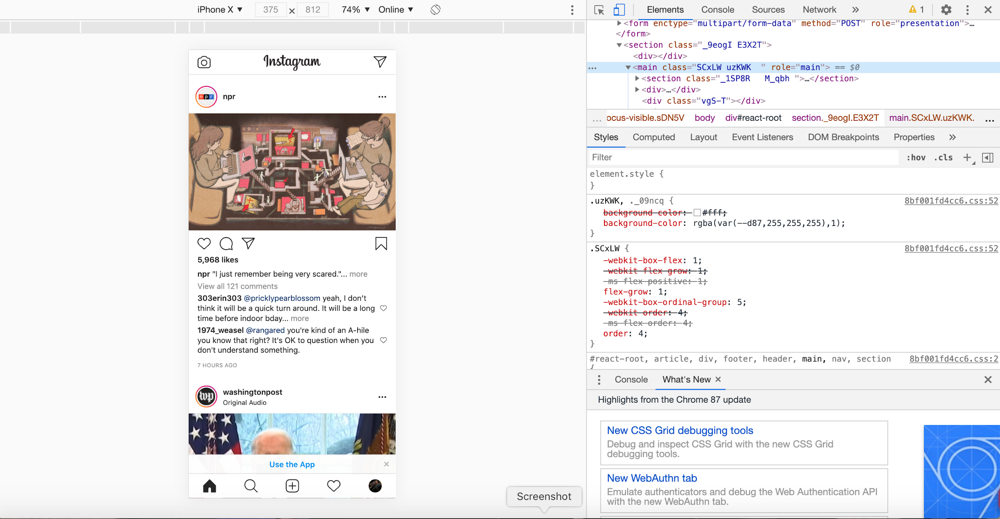 iPhone X ▼ 375 × 812 74% ▼ Online ▼
Instagram
npr
npr
5,968 likes
npr "I just remember being very scared."... more
View all 121 comments
303erin303 @pricklypearblossom yeah, I don’t
think it will be a quick turn around. It will be a long
time before indoor bday... more
1974_weasel @rangared you're kind of an A-hile
you know that right? It's OK to question when you
don't understand something.
7 HOURS AGO
wp
washingtonpost
Original Audio
Use the App ×
Screenshot
Elements Console Sources Network » 1
▶<form enctype="multipart/form-data" method="POST" role="presentation">…
</form>
▼<section class="_9eogI E3X2T">
<div></div>
… ▼<main class="SCxLW uzKWK  " role="main"> == $0
▶<section class="_1SP8R   M_qbh ">…</section>
▶<div>…</div>
<div class="vgS-T"></div>
… ocus-visible.sDN5V body div#react-root section._9eogI.E3X2T main.SCxLW.uzKWK. …
Styles Computed Layout Event Listeners DOM Breakpoints Properties »
Filter :hov .cls +
element.style {
}
.uzKWK, ._09ncq { 8bf001fd4cc6.css:52
background-color: #fff;
background-color: rgba(var(--d87,255,255,255),1);
}
.SCxLW { 8bf001fd4cc6.css:52
-webkit-box-flex: 1;
-webkit-flex-grow: 1;
-ms-flex-positive: 1;
flex-grow: 1;
-webkit-box-ordinal-group: 5;
-webkit-order: 4;
-ms-flex-order: 4;
order: 4;
}
#react-root, article, div, footer, header, main, nav, section 8bf001fd4cc6.css:2
{
Console What's New ×
Highlights from the Chrome 87 update
New CSS Grid debugging tools
Debug and inspect CSS Grid with the new CSS Grid
debugging tools.
New WebAuthn tab
Emulate authenticators and debug the Web Authentication API
with the new WebAuthn tab.